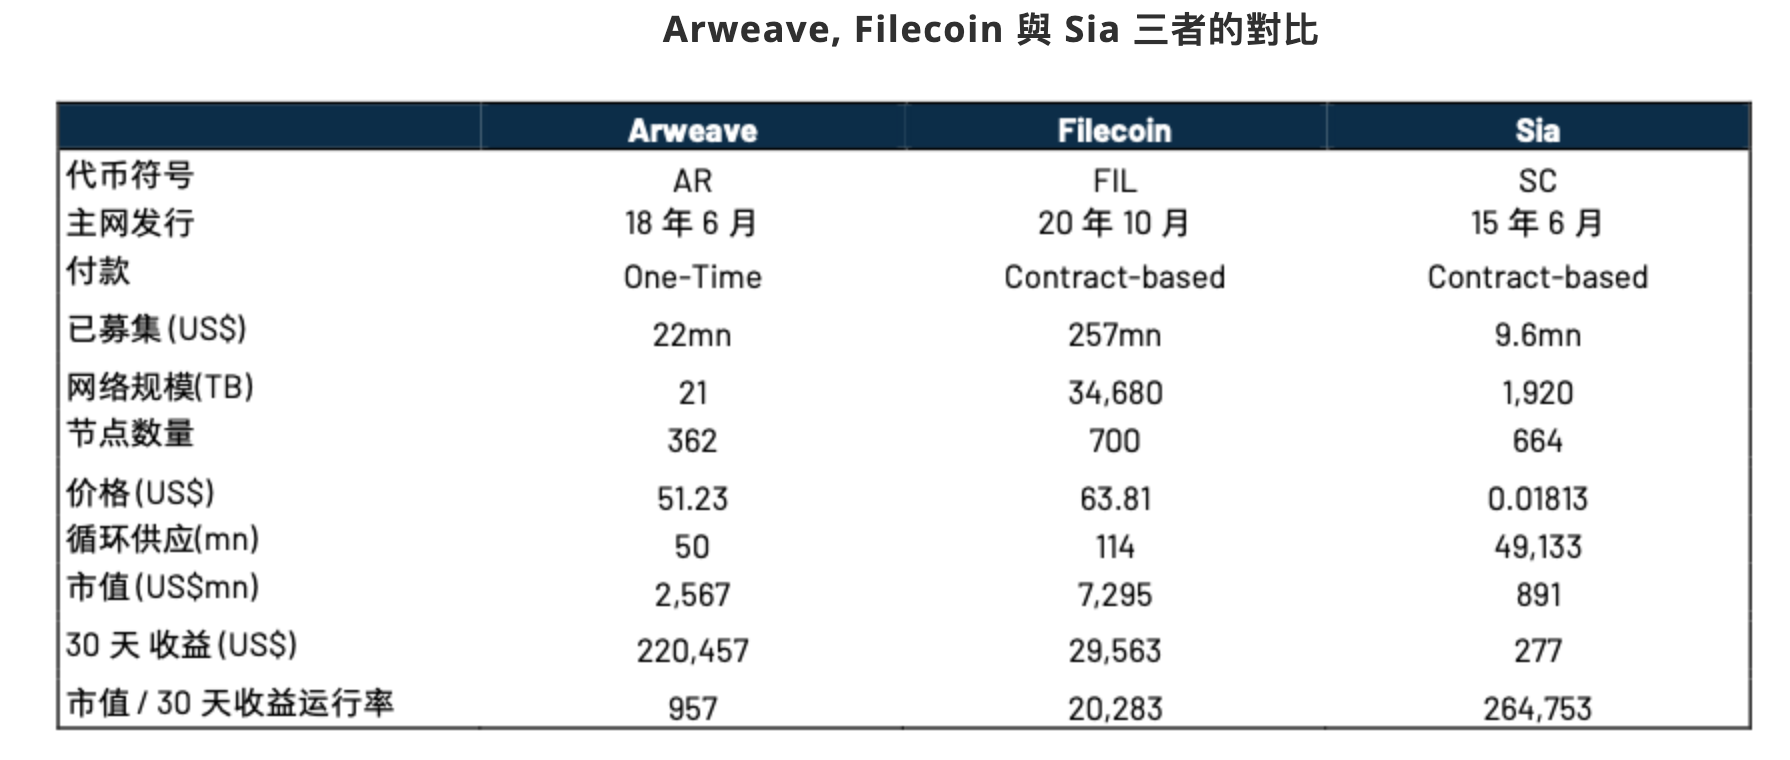 Arweave, Filecoin 與 Sia 三者的對比
Arweave Filecoin Sia
代币符号 AR FIL SC
主网发行 18 年 6 月 20 年 10 月 15 年 6 月
付款 One-Time Contract-based Contract-based
已募集(US$) 22mn 257mn 9.6mn
网络规模(TB) 21 34,680 1,920
节点数量 362 700 664
价格(US$) 51.23 63.81 0.01813
循环供应(mn) 50 114 49,133
市值(US$mn) 2,567 7,295 891
30 天 收益(US$) 220,457 29,563 277
市值 / 30 天收益运行率 957 20,283 264,753